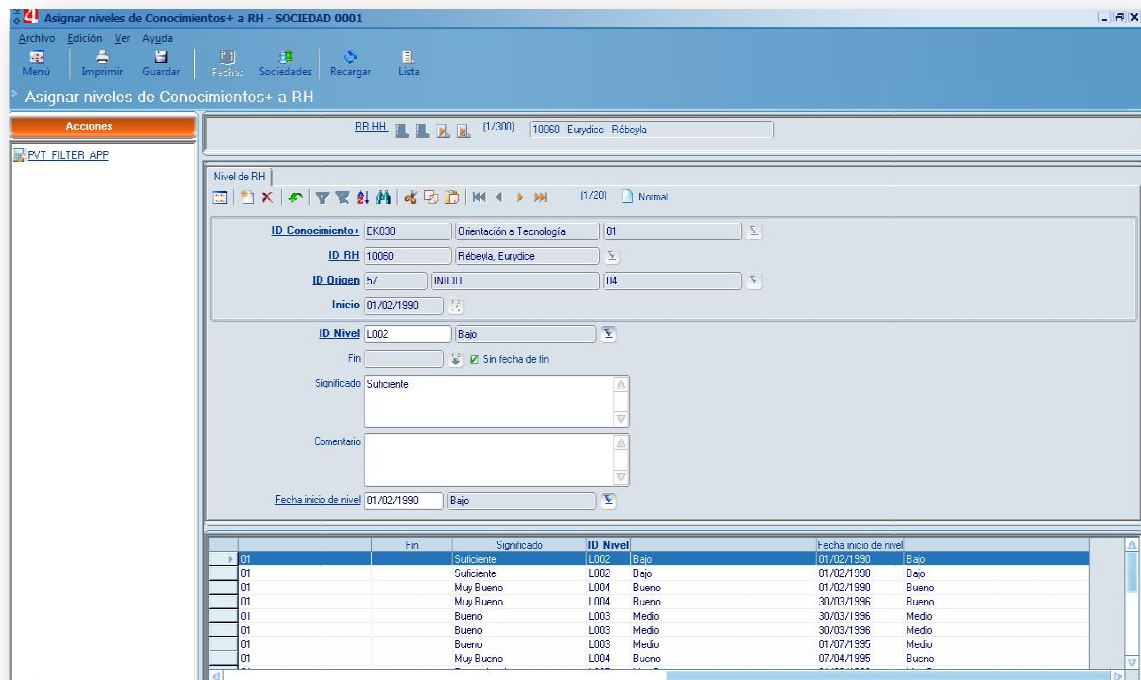 4 Asignar niveles de Conocimientos+ a RH - SOCIEDAD 0001
Archivo Edición Ver Ayuda
Menú Imprimir Guardar Fechas Sociedades Recargar Lista
Asignar niveles de Conocimientos+ a RH
Acciones
PVT FILTER APP
RR.HH. (1/300) 10060 Eurydice Rébeyla
Nivel de RH
(1/20) Normal
ID Conocimiento+ EK030 Orientación a Tecnología 01
ID RH 10060 Rébeyla, Eurydice
ID Origen 57 INICIO 04
Inicio 01/02/1990
ID Nivel L002 Bajo
Fin Sin fecha de fin
Significado Suficiente
Comentario
Fecha inicio de nivel 01/02/1990 Bajo
Fin Significado ID Nivel Fecha inicio de nivel
01 Suficiente L002 Bajo 01/02/1990 Bajo
01 Suficiente L002 Bajo 01/02/1990 Bajo
01 Muy Bueno L004 Bueno 01/02/1990 Bueno
01 Muy Bueno L004 Bueno 30/03/1996 Bueno
01 Bueno L003 Medio 30/03/1996 Medio
01 Bueno L003 Medio 30/03/1996 Medio
01 Bueno L003 Medio 01/07/1995 Medio
01 Muy Bueno L004 Bueno 07/04/1995 Bueno